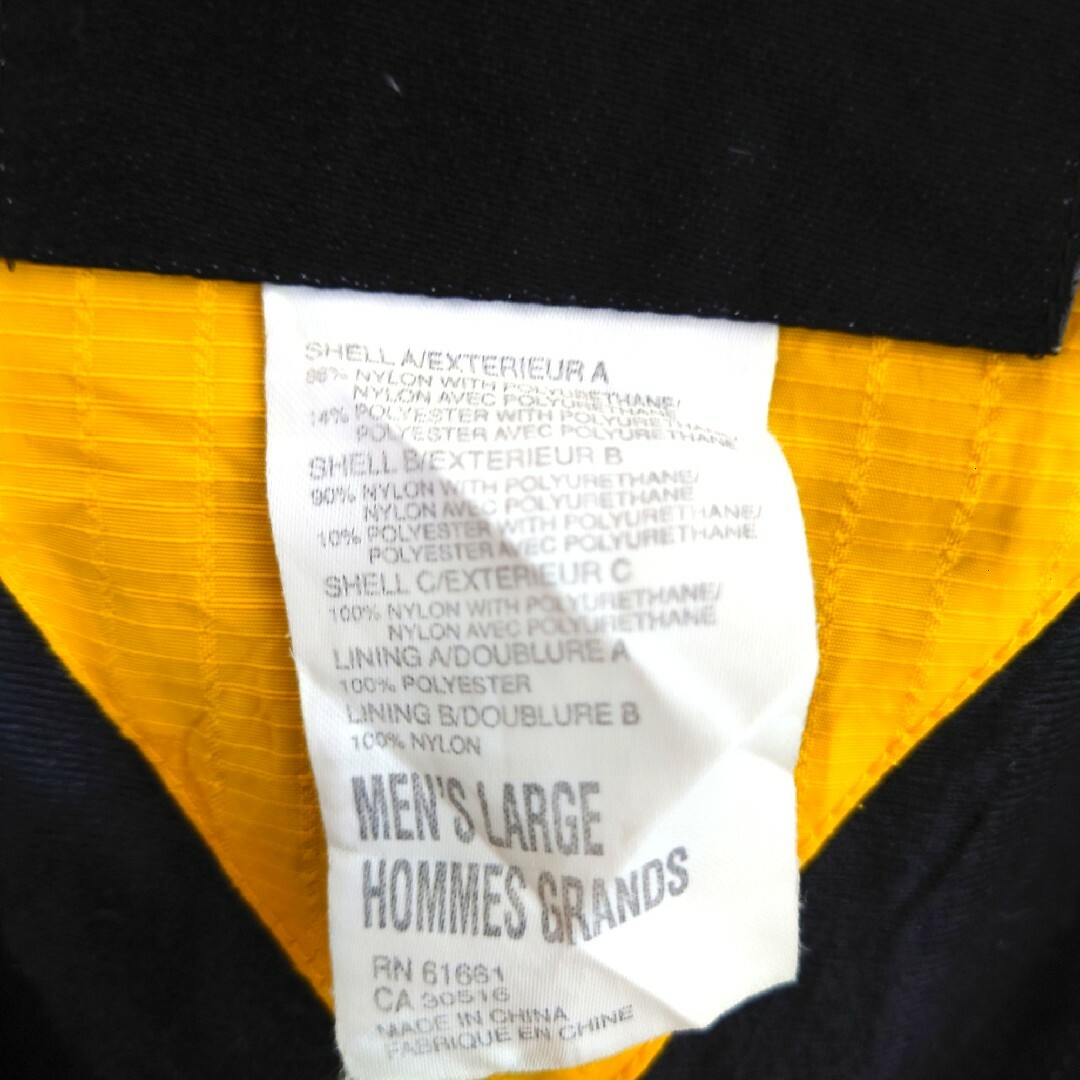 SHELL A/EXTERIEUR A
86% NYLON WITH POLYURETHANE/
NYLON AVEC POLYURETHANE
14% POLYESTER WITH POLYURETHANE/
POLYESTER AVEC POLYURETHANE
SHELL B/EXTERIEUR B
90% NYLON WITH POLYURETHANE/
NYLON AVEC POLYURETHANE
10% POLYESTER WITH POLYURETHANE/
POLYESTER AVEC POLYURETHANE
SHELL C/EXTERIEUR C
100% NYLON WITH POLYURETHANE/
NYLON AVEC POLYURETHANE
LINING A/DOUBLURE A
100% POLYESTER
LINING B/DOUBLURE B
100% NYLON
MEN'S LARGE
HOMMES GRANDS
RN 61661
CA 30516
MADE IN CHINA
FABRIQUE EN CHINE